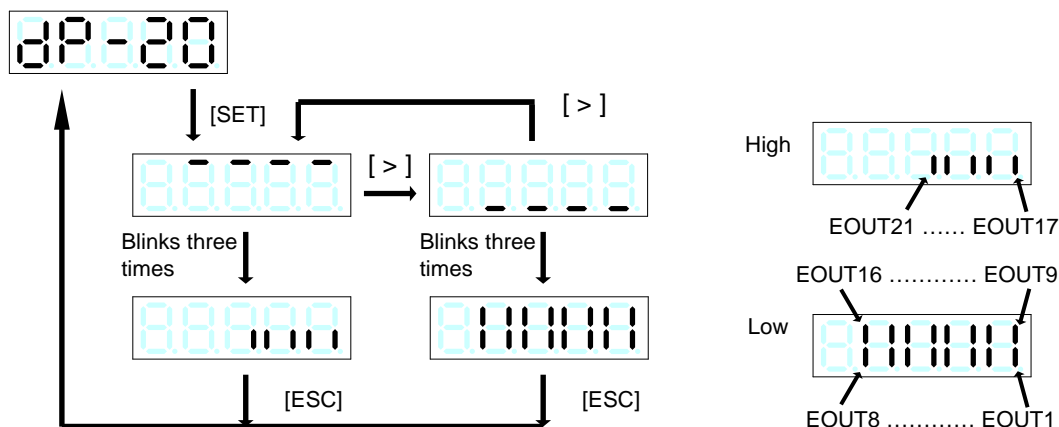 dP-20
[SET]
[ > ]
[ > ]
Blinks three
times
Blinks three
times
[ESC]
[ESC]
High
EOUT21 …… EOUT17
EOUT16 ………… EOUT9
Low
EOUT8 ………… EOUT1